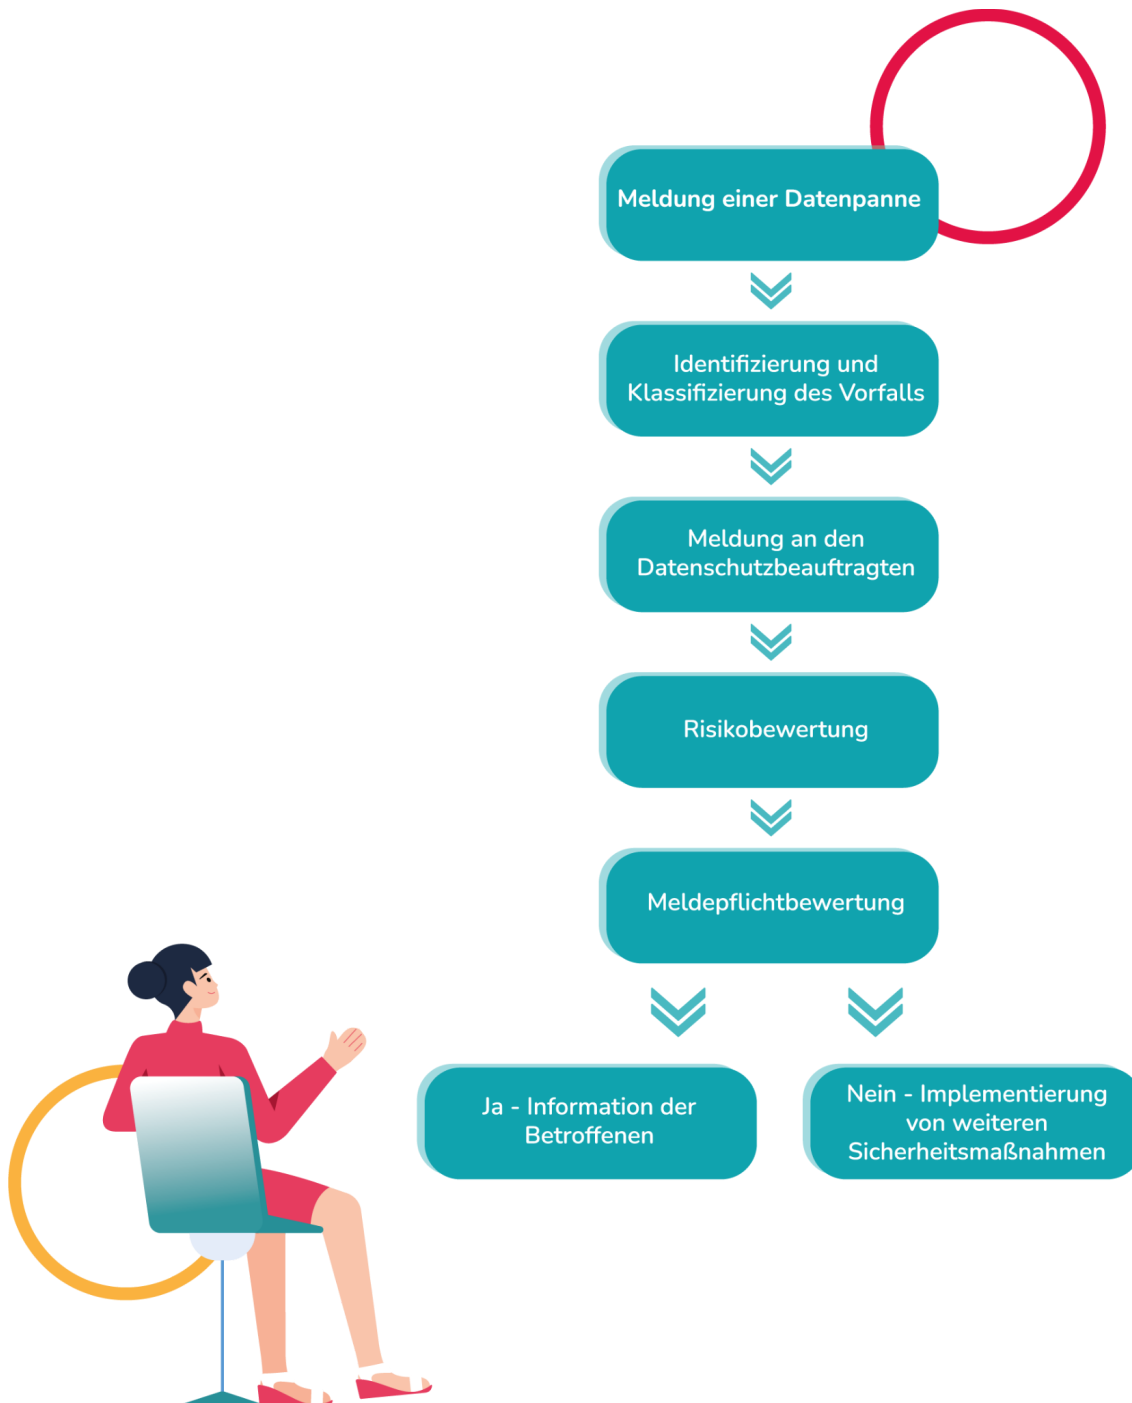 Meldung einer Datenpanne
Identifizierung und
Klassifizierung des Vorfalls
Meldung an den
Datenschutzbeauftragten
Risikobewertung
Meldepflichtbewertung
Ja - Information der
Betroffenen
Nein - Implementierung
von weiteren
Sicherheitsmaßnahmen